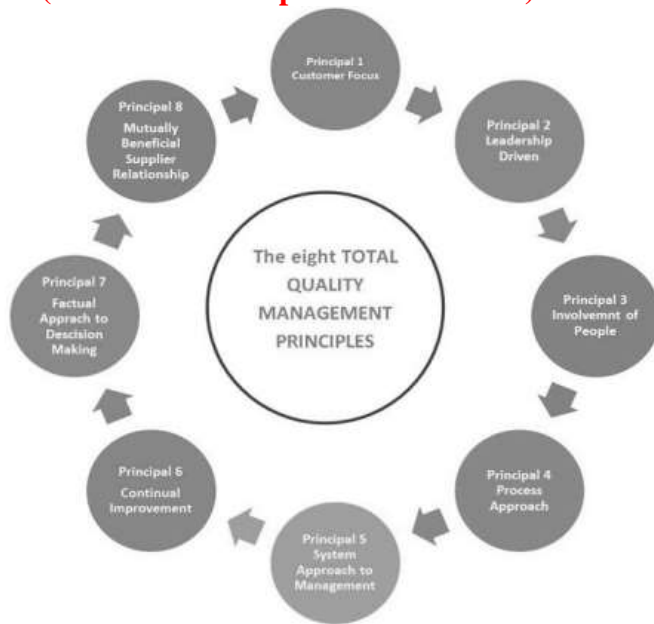 Principal 1
Customer Focus
Principal 2
Leadership
Driven
Principal 3
Involvemnt of
People
Principal 4
Process
Approach
Principal 5
System
Approach to
Management
Principal 6
Continual
Improvement
Principal 7
Factual
Apprach to
Descision
Making
Principal 8
Mutually
Beneficial
Supplier
Relationship
The eight TOTAL
QUALITY
MANAGEMENT
PRINCIPLES